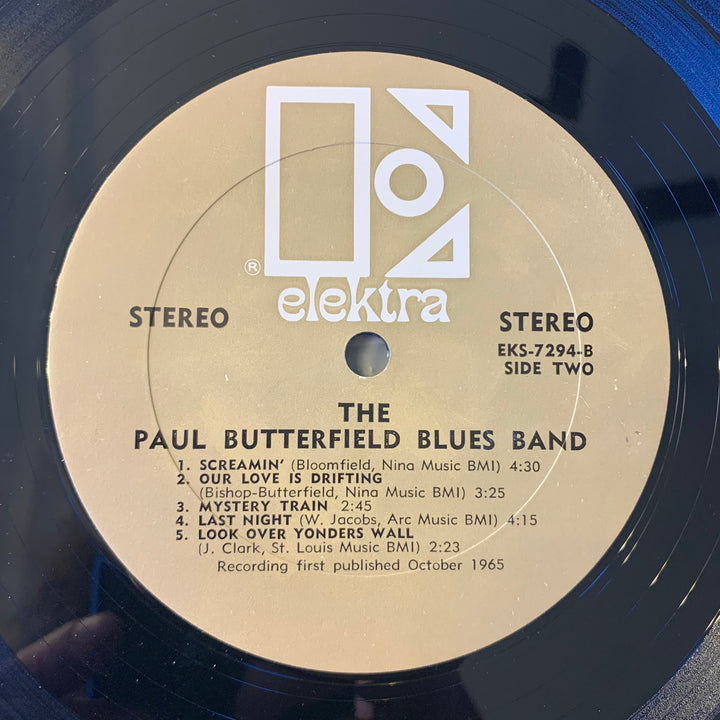 ®
elektra
STEREO
STEREO
EKS-7294-B
SIDE TWO
THE
PAUL BUTTERFIELD BLUES BAND
1. SCREAMIN' (Bloomfield, Nina Music BMI) 4:30
2. OUR LOVE IS DRIFTING
(Bishop-Butterfield, Nina Music BMI) 3:25
3. MYSTERY TRAIN 2:45
4. LAST NIGHT (W. Jacobs, Arc Music BMI) 4:15
5. LOOK OVER YONDERS WALL
(J. Clark, St. Louis Music BMI) 2:23
Recording first published October 1965